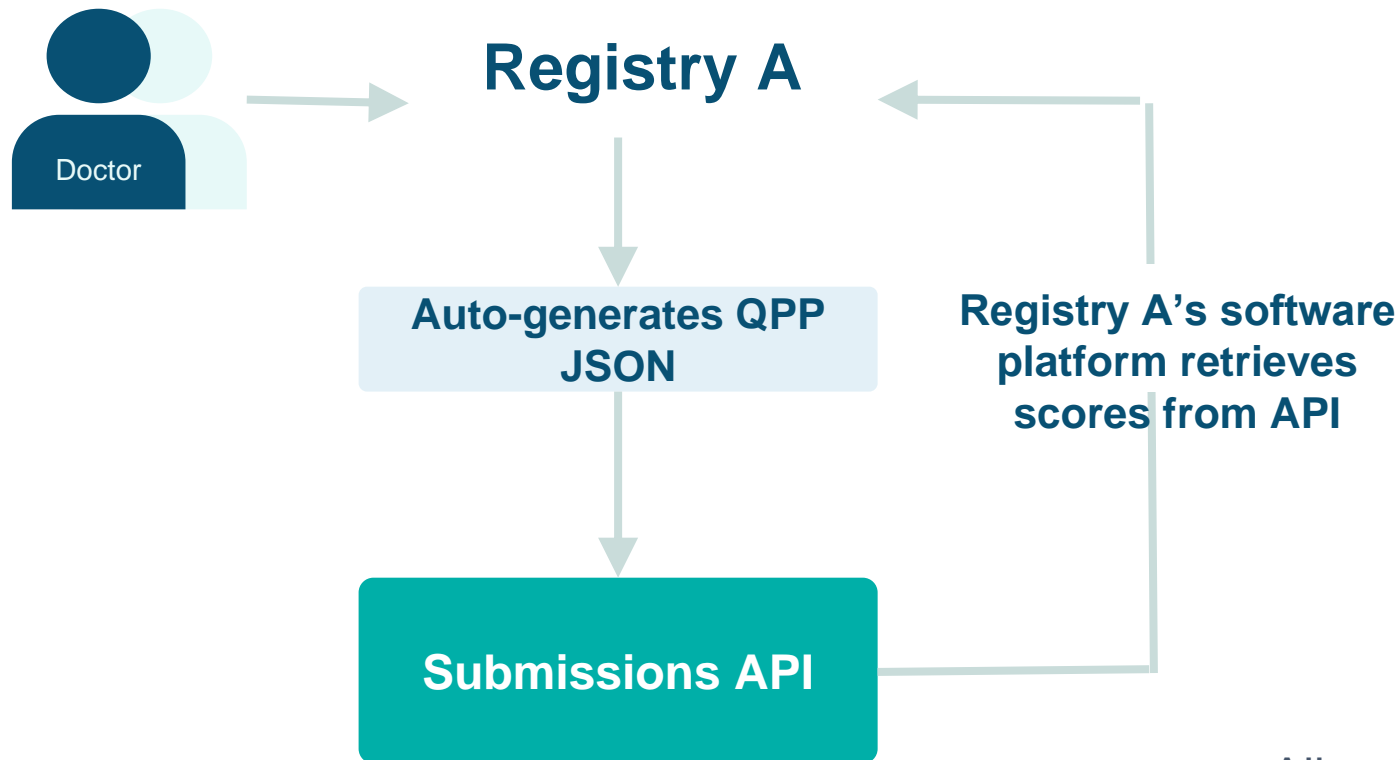 Registry A
Doctor
Auto-generates QPP
JSON
Registry A’s software
platform retrieves
scores from API
Submissions API